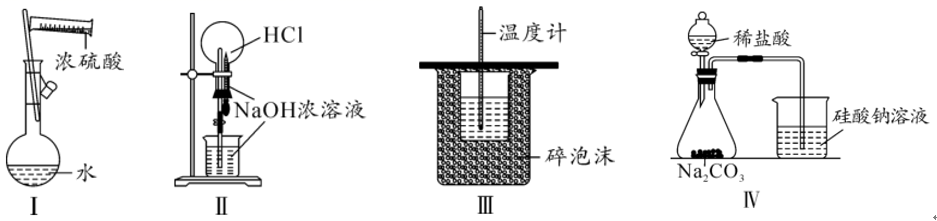 浓硫酸
水
Ⅰ
HCl
NaOH浓溶液
Ⅱ
温度计
碎泡沫
Ⅲ
稀盐酸
硅酸钠溶液
Na₂CO₃
Ⅳ